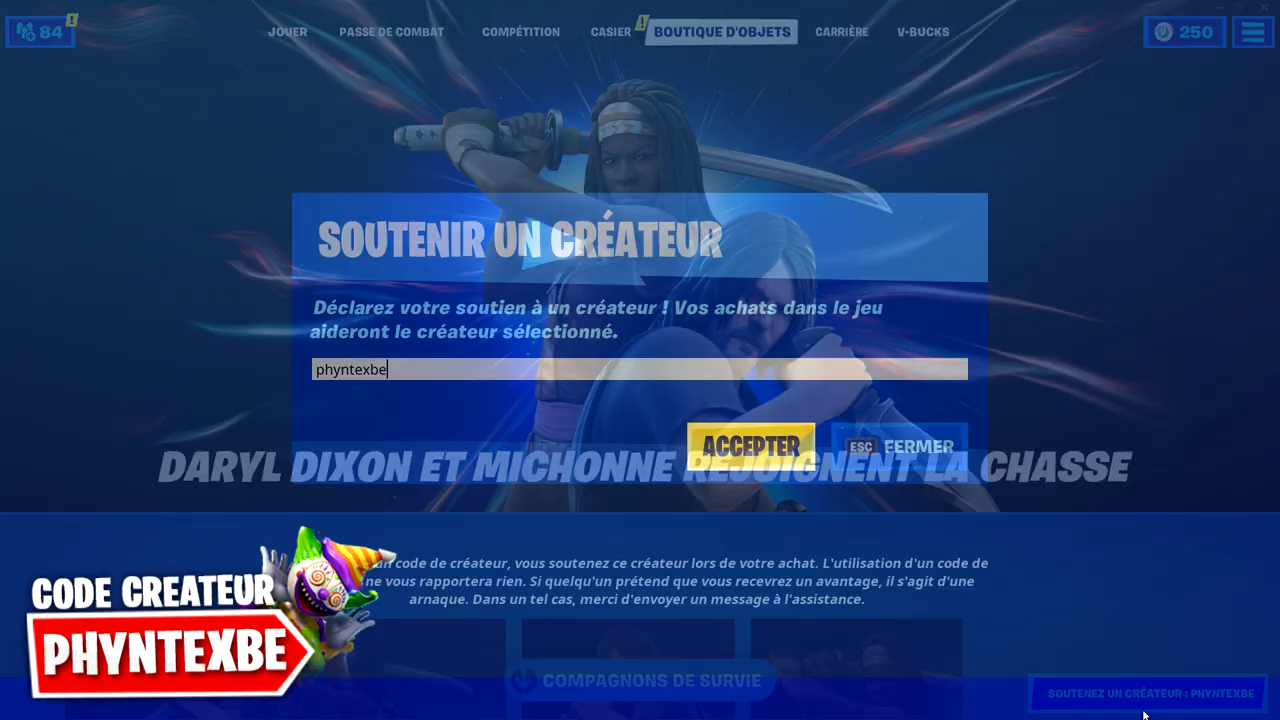 84
JOUER
PASSE DE COMBAT
COMPÉTITION
CASIER
!
BOUTIQUE D'OBJETS
CARRIÈRE
V-BUCKS
250
SOUTENIR UN CRÉATEUR
Déclarez votre soutien à un créateur ! Vos achats dans le jeu
aideront le créateur sélectionné.
phyntexbe
ACCEPTER
ESC FERMER
DARYL DIXON ET MICHONNE REJOIGNENT LA CHASSE
un code de créateur, vous soutenez ce créateur lors de votre achat. L'utilisation d'un code de
ne vous rapportera rien. Si quelqu'un prétend que vous recevrez un avantage, il s'agit d'une
arnaque. Dans un tel cas, merci d'envoyer un message à l'assistance.
CODE CREATEUR
PHYNTEXBE
COMPAGNONS DE SURVIE
SOUTENEZ UN CRÉATEUR : PHYNTEXBE